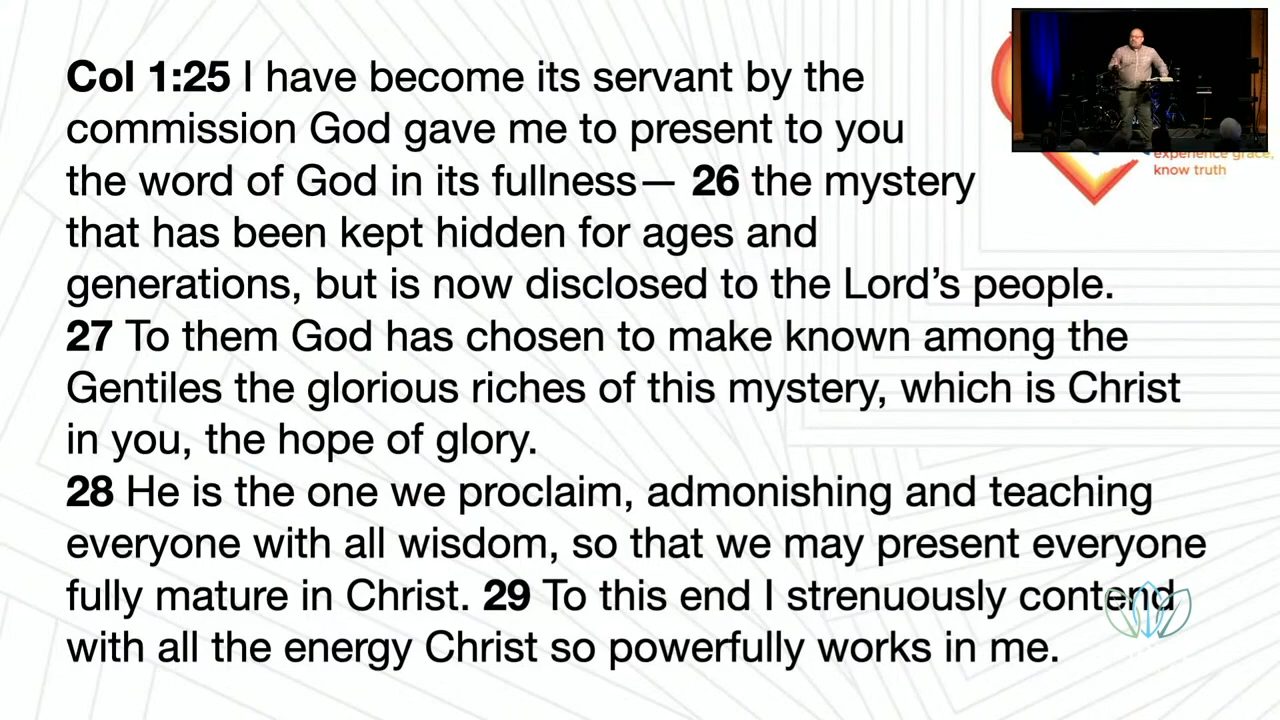 Col 1:25 I have become its servant by the
commission God gave me to present to you
the word of God in its fullness— 26 the mystery
that has been kept hidden for ages and
generations, but is now disclosed to the Lord’s people.
27 To them God has chosen to make known among the
Gentiles the glorious riches of this mystery, which is Christ
in you, the hope of glory.
28 He is the one we proclaim, admonishing and teaching
everyone with all wisdom, so that we may present everyone
fully mature in Christ. 29 To this end I strenuously contend
with all the energy Christ so powerfully works in me.
experience grace,
know truth